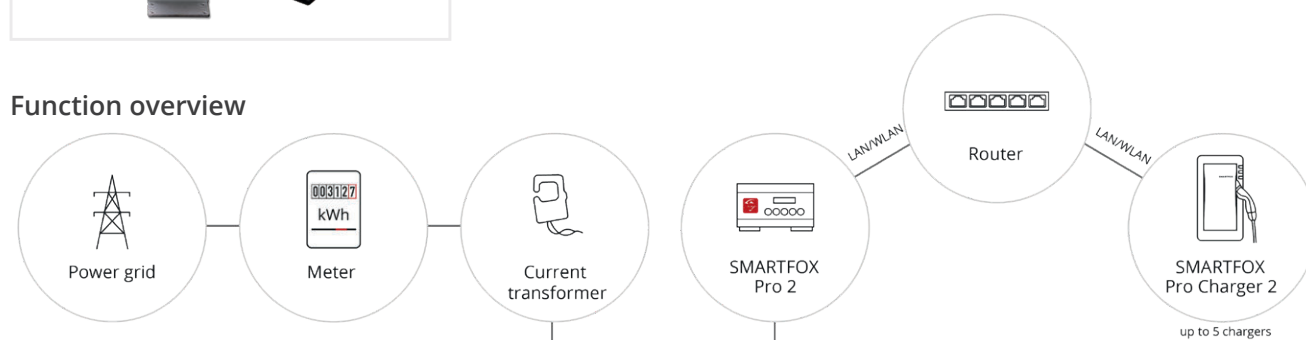 Function overview
Power grid
003127
kWh
Meter
Current
transformer
SMARTFOX
Pro 2
LAN/WLAN
Router
LAN/WLAN
SMARTFOX
Pro Charger 2
up to 5 chargers